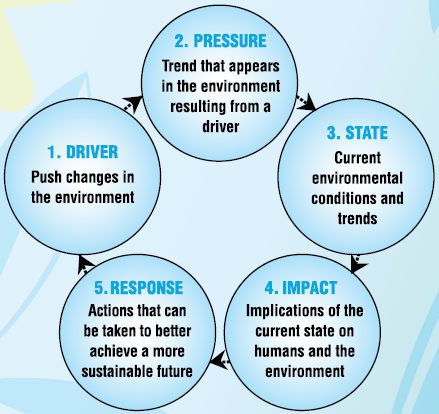 1. DRIVER
Push changes in
the environment
2. PRESSURE
Trend that appears
in the environment
resulting from a
driver
3. STATE
Current
environmental
conditions and
trends
4. IMPACT
Implications of the
current state on
humans and the
environment
5. RESPONSE
Actions that can
be taken to better
achieve a more
sustainable future